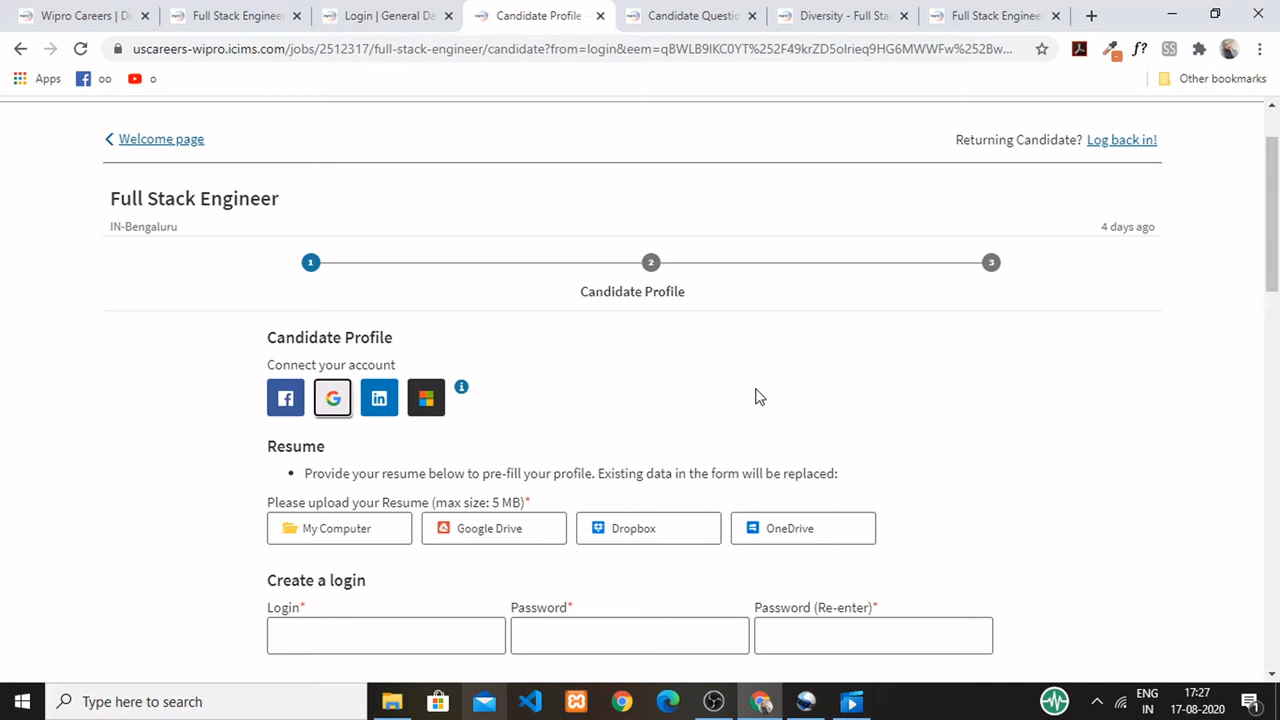 Wipro Careers | Di
Full Stack Enginee
Login | General Da
Candidate Profile
Candidate Questi
Diversity - Full Sta
Full Stack Enginee
uscareers-wipro.icims.com/jobs/2512317/full-stack-engineer/candidate?from=login&eem=qBWLB9IKC0YT%252F49krZD5olrieq9HG6MWWFw%252Bw...
Apps
oo
o
Other bookmarks
Welcome page
Returning Candidate? Log back in!
Full Stack Engineer
IN-Bengaluru
4 days ago
1
2
3
Candidate Profile
Candidate Profile
Connect your account
Resume
• Provide your resume below to pre-fill your profile. Existing data in the form will be replaced:
Please upload your Resume (max size: 5 MB)*
My Computer
Google Drive
Dropbox
OneDrive
Create a login
Login*
Password*
Password (Re-enter)*
Type here to search
ENG
IN
17:27
17-08-2020